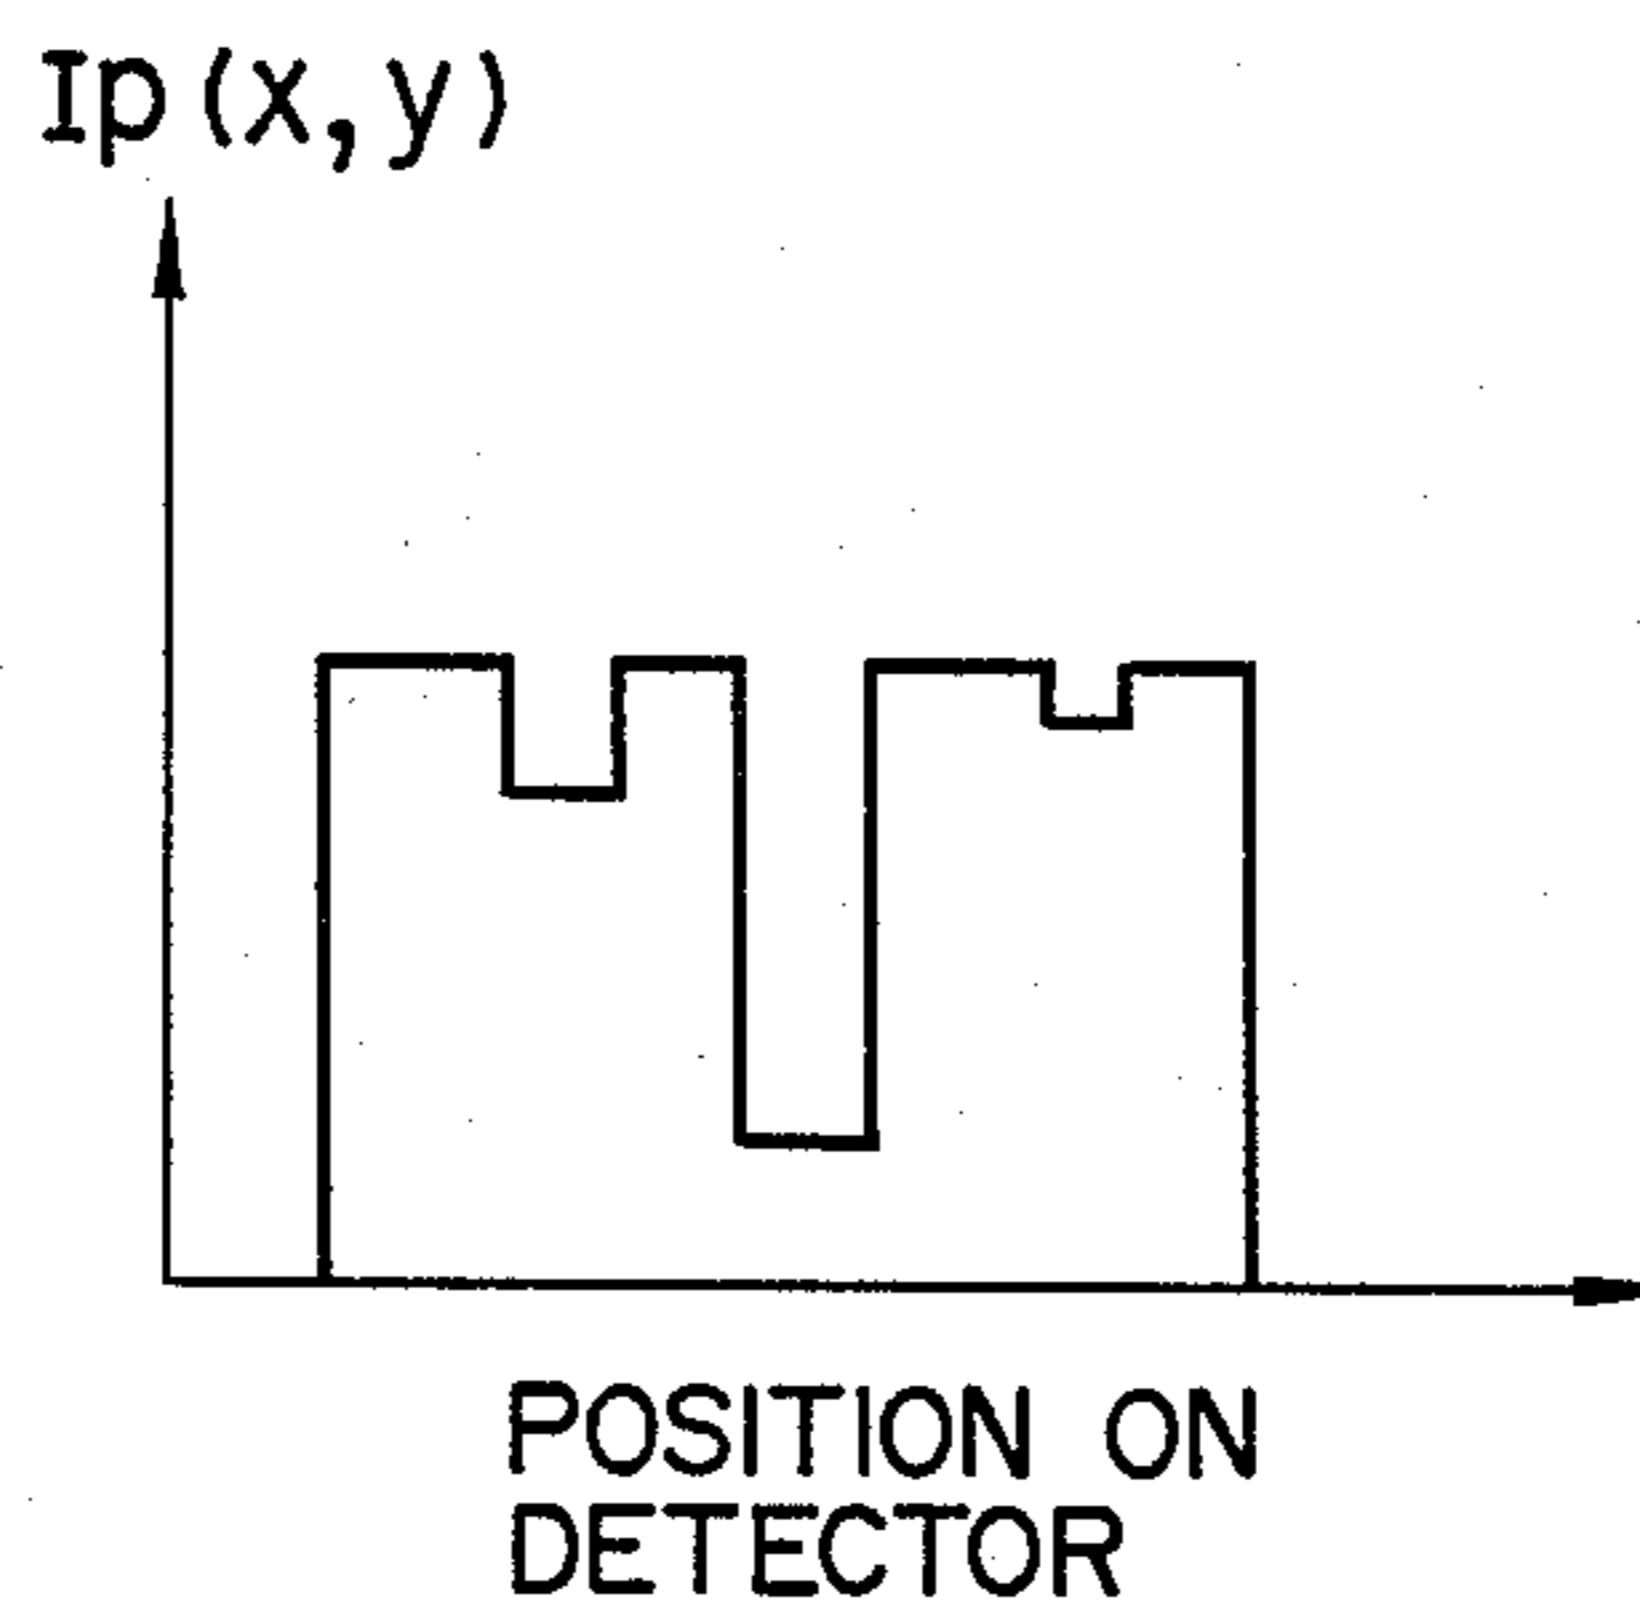 Ip (x, y)
POSITION ON
DETECTOR